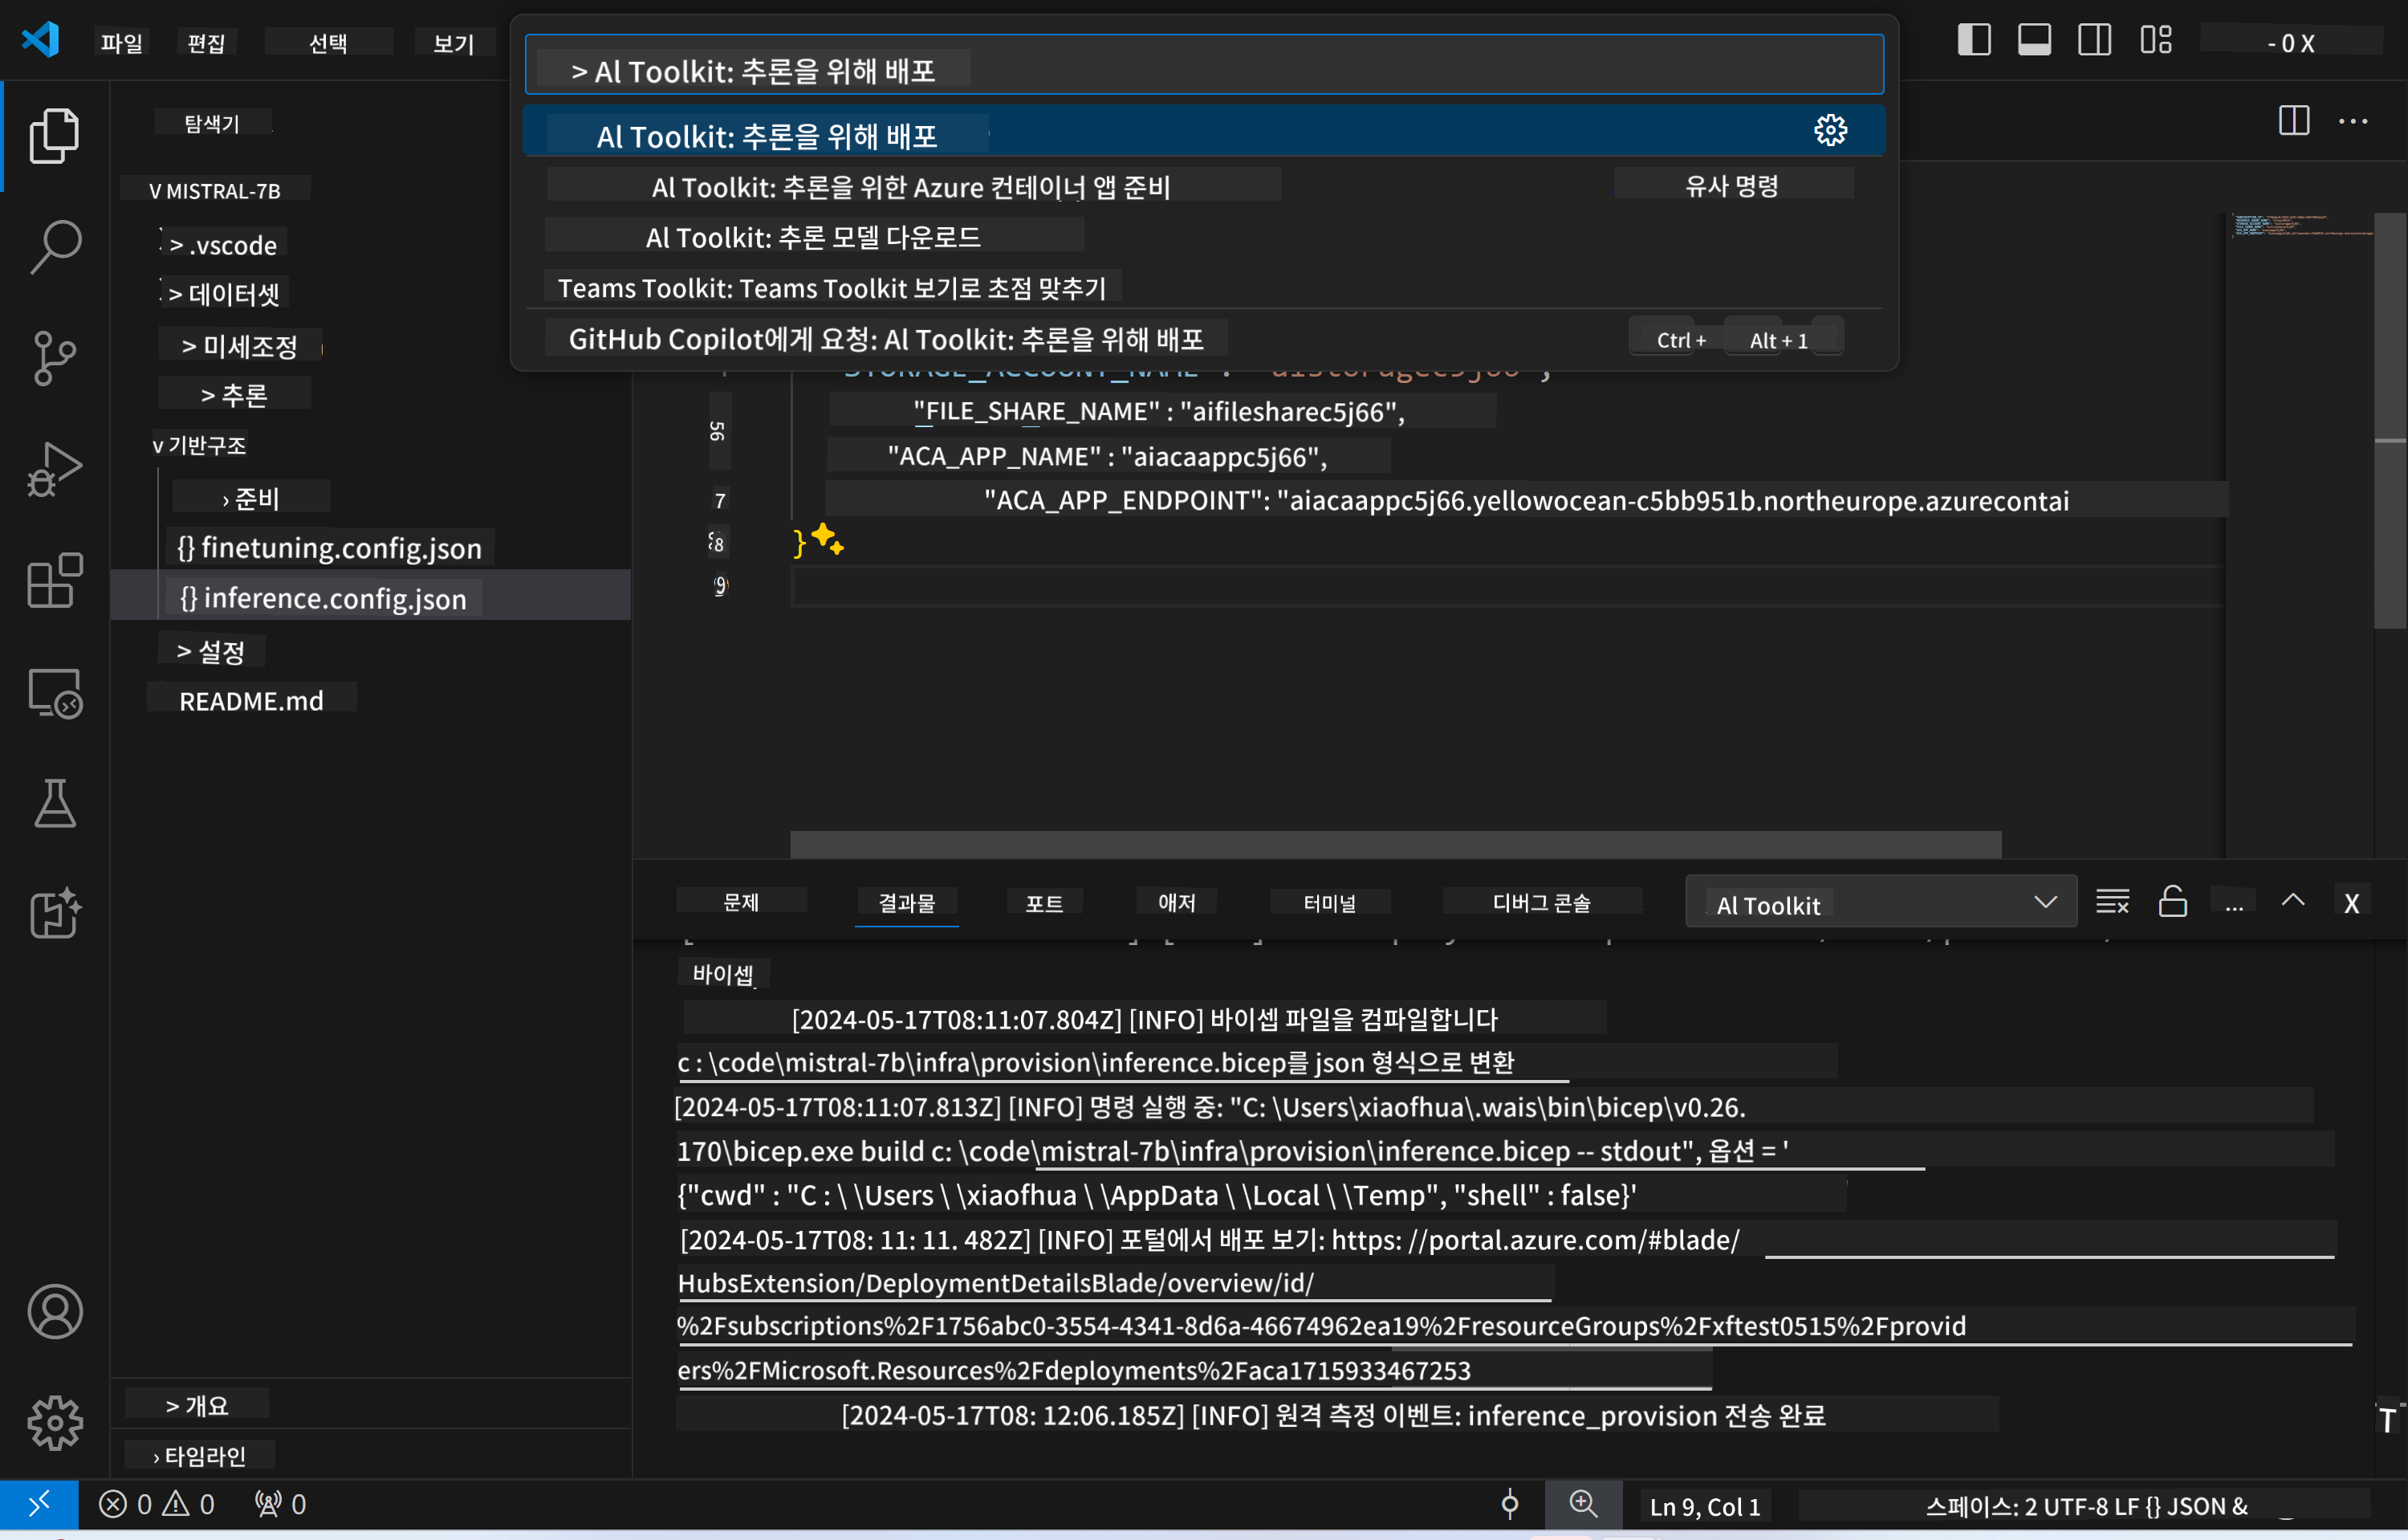 파일 편집 선택 보기
> Al Toolkit: 추론을 위해 배포
- 0 X
Al Toolkit: 추론을 위해 배포
Al Toolkit: 추론을 위한 Azure 컨테이너 앱 준비 유사 명령
Al Toolkit: 추론 모델 다운로드
Teams Toolkit: Teams Toolkit 보기로 초점 맞추기
GitHub Copilot에게 요청: Al Toolkit: 추론을 위해 배포 Ctrl + Alt + 1
탐색기
V MISTRAL-7B
> .vscode
> 데이터셋
> 미세조정
> 추론
v 기반구조
› 준비
{} finetuning.config.json
{} inference.config.json
> 설정
README.md
> 개요
› 타임라인
"FILE_SHARE_NAME" : "aifilesharec5j66",
56
"ACA_APP_NAME" : "aiacaappc5j66",
7 "ACA_APP_ENDPOINT": "aiacaappc5j66.yellowocean-c5bb951b.northeurope.azurecontai
8 }
9
문제 결과물 포트 애저 터미널 디버그 콘솔 Al Toolkit ... X
바이셉
[2024-05-17T08:11:07.804Z] [INFO] 바이셉 파일을 컴파일합니다
c : \code\mistral-7b\infra\provision\inference.bicep를 json 형식으로 변환
[2024-05-17T08:11:07.813Z] [INFO] 명령 실행 중: "C: \Users\xiaofhua\.wais\bin\bicep\v0.26.
170\bicep.exe build c: \code\mistral-7b\infra\provision\inference.bicep -- stdout", 옵션 = '
{"cwd" : "C : \ \Users \ \xiaofhua \ \AppData \ \Local \ \Temp", "shell" : false}'
[2024-05-17T08: 11: 11. 482Z] [INFO] 포털에서 배포 보기: https: //portal.azure.com/#blade/
HubsExtension/DeploymentDetailsBlade/overview/id/
%2Fsubscriptions%2F1756abc0-3554-4341-8d6a-46674962ea19%2FresourceGroups%2Fxftest0515%2Fprovid
ers%2FMicrosoft.Resources%2Fdeployments%2Faca1715933467253
[2024-05-17T08: 12:06.185Z] [INFO] 원격 측정 이벤트: inference_provision 전송 완료
T
0 0 0 Ln 9, Col 1 스페이스: 2 UTF-8 LF {} JSON &